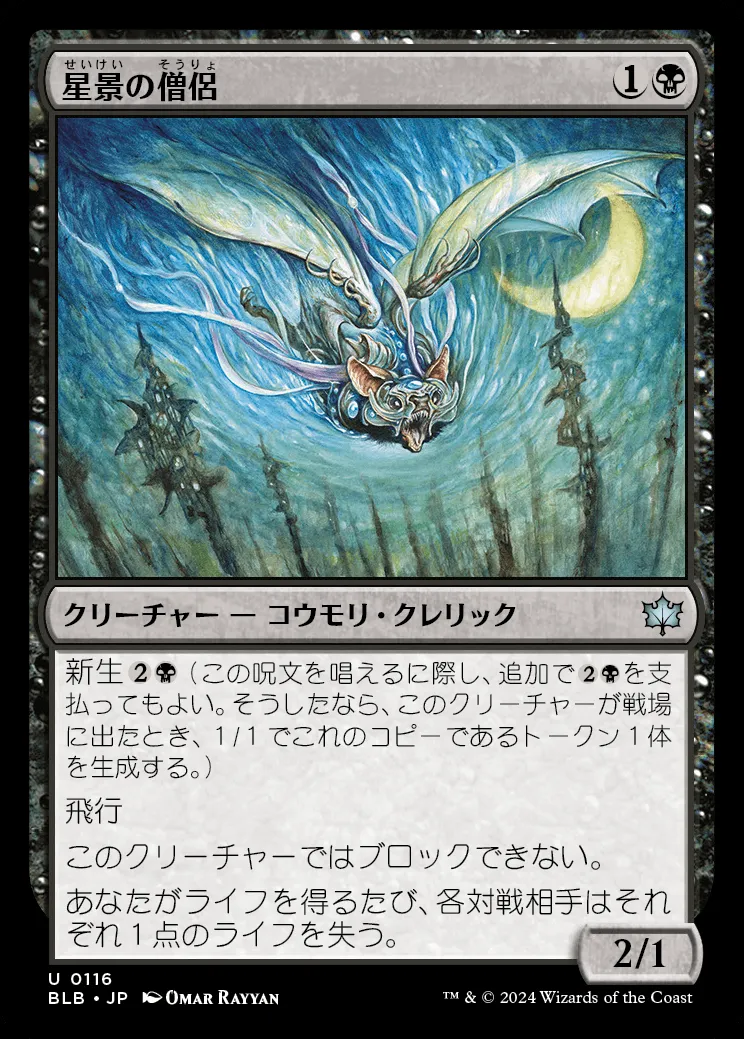 せいけい そうりょ
星景の僧侶 1
クリーチャー — コウモリ・クレリック
新生 2 （この呪文を唱えるに際し、追加で 2 を支
払ってもよい。そうしたなら、このクリーチャーが戦場
に出たとき、1/1でこれのコピーであるトークン1体
を生成する。）
飛行
このクリーチャーではブロックできない。
あなたがライフを得るたび、各対戦相手はそれ
ぞれ1点のライフを失う。
2/1
U 0116
BLB • JP OMAR RAYYAN
™ & © 2024 Wizards of the Coast